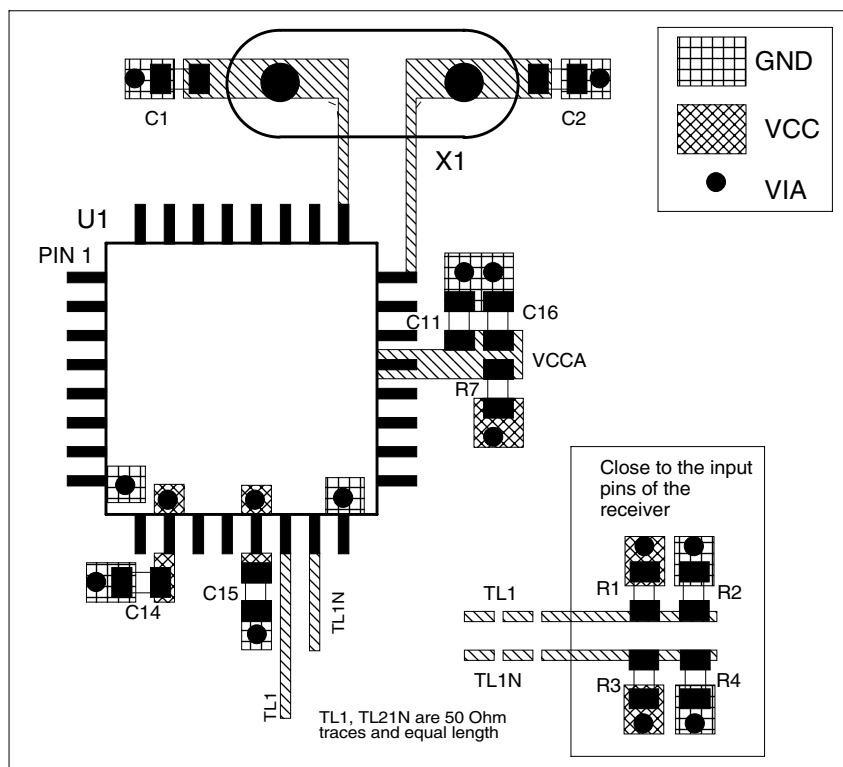 GND
C1
C2
VCC
X1
VIA
U1
PIN 1
C16
C11
VCCA
R7
Close to the input
pins of the
receiver
C14
C15
TL1
TL1N
R1
R2
TL1
TL1N
R3
R4
TL1, TL21N are 50 Ohm
traces and equal length